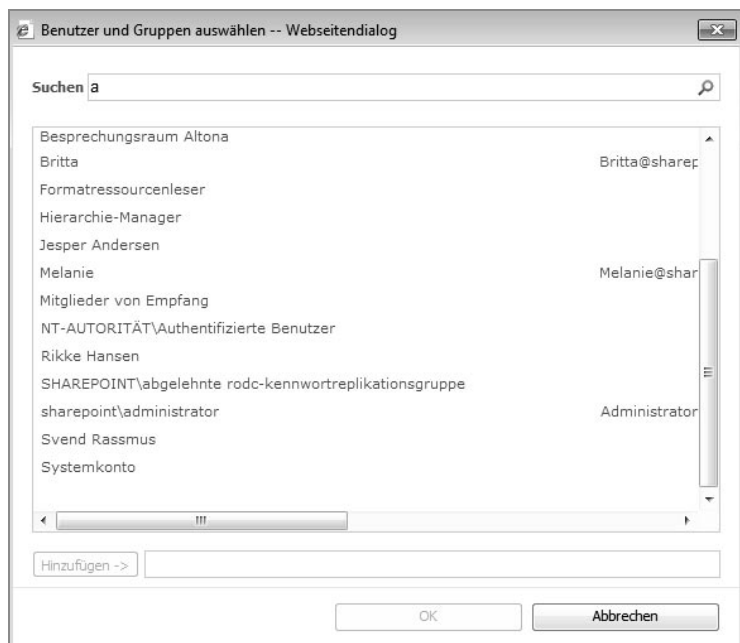 Benutzer und Gruppen auswählen -- Webseitendialog
Suchen a
Besprechungsraum Altona
Britta Britta@sharep
Formatressourcenleser
Hierarchie-Manager
Jesper Andersen
Melanie Melanie@shar
Mitglieder von Empfang
NT-AUTORITÄT\Authentifizierte Benutzer
Rikke Hansen
SHAREPOINT\abgelehnte rodc-kennwortreplikationsgruppe
sharepoint\administrator Administrator
Svend Rassmus
Systemkonto
Hinzufügen ->
OK Abbrechen